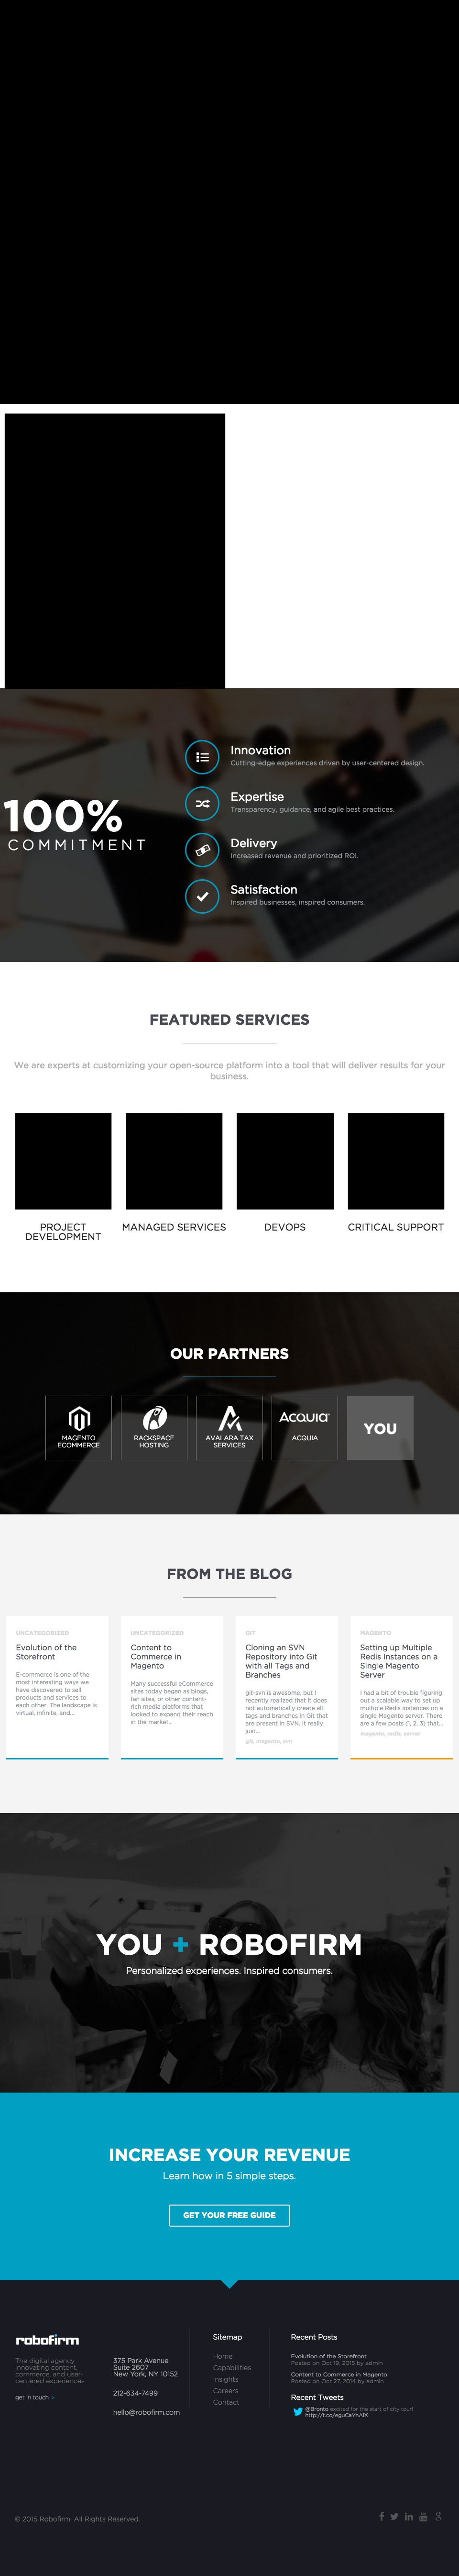 100%
COMMITMENT
Innovation
Cutting-edge experiences driven by user-centered design.
Expertise
Transparency, guidance, and agile best practices.
Delivery
Increased revenue and prioritized ROI.
Satisfaction
Inspired businesses, inspired consumers.
FEATURED SERVICES
We are experts at customizing your open-source platform into a tool that will deliver results for your
business.
PROJECT
DEVELOPMENT
MANAGED SERVICES
DEVOPS
CRITICAL SUPPORT
OUR PARTNERS
MAGENTO
ECOMMERCE
RACKSPACE
HOSTING
AVALARA TAX
SERVICES
ACQUIA
ACQUIA
YOU
FROM THE BLOG
UNCATEGORIZED
Evolution of the
Storefront
E-commerce is one of the
most interesting ways we
have discovered to sell
products and services to
each other. The landscape is
virtual, infinite, and...
UNCATEGORIZED
Content to
Commerce in
Magento
Many successful eCommerce
sites today began as blogs,
fan sites, or other content-
rich media platforms that
looked to expand their reach
in the market...
GIT
Cloning an SVN
Repository into Git
with all Tags and
Branches
git-svn is awesome, but I
recently realized that it does
not automatically create all
tags and branches in Git that
are present in SVN. It really
just...
git, magento, svn
MAGENTO
Setting up Multiple
Redis Instances on a
Single Magento
Server
I had a bit of trouble figuring
out a scalable way to set up
multiple Redis instances on a
single Magento server. There
are a few posts (1, 2, 3) that...
magento, redis, server
YOU + ROBOFIRM
Personalized experiences. Inspired consumers.
INCREASE YOUR REVENUE
Learn how in 5 simple steps.
GET YOUR FREE GUIDE
robofirm
The digital agency
innovating content,
commerce, and user-
centered experiences
get in touch >
375 Park Avenue
Suite 2607
New York, NY 10152
212-634-7499
hello@robofirm.com
Sitemap
Home
Capabilities
Insights
Careers
Contact
Recent Posts
Evolution of the Storefront
Posted on Oct 19, 2015 by admin
Content to Commerce in Magento
Posted on Oct 27, 2014 by admin
Recent Tweets
@Bronto excited for the start of city tour!
http://t.co/eguCaYnAIX
© 2015 Robofirm. All Rights Reserved.